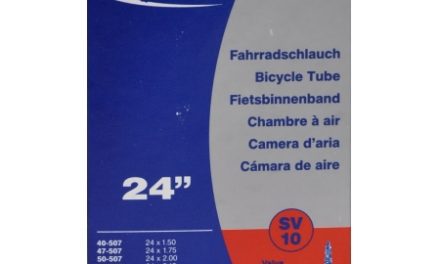 Fahrradschlauch
Bicycle Tube
Fietsbinnenband
Chambre à air
Camera d'aria
Cámara de aire
24”
SV
10
40-507 24 x 1.50
47-507 24 x 1.75
50-507 24 x 2.00
Valve